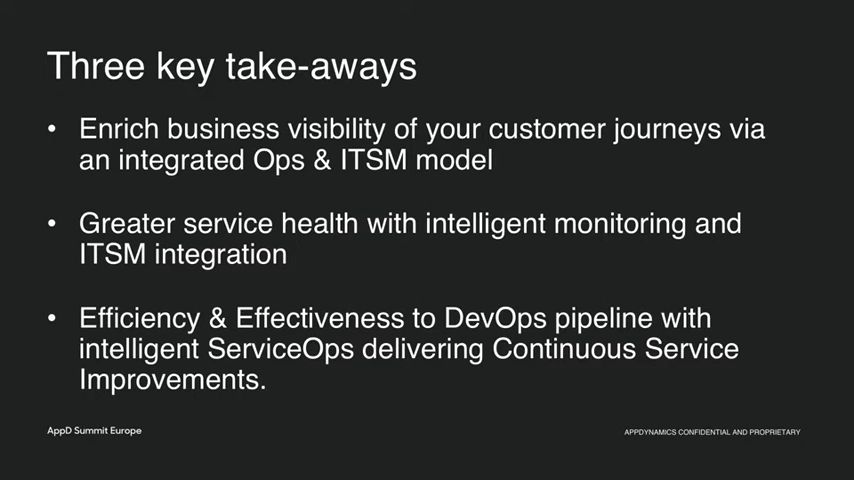 Three key take-aways
• Enrich business visibility of your customer journeys via
an integrated Ops & ITSM model
• Greater service health with intelligent monitoring and
ITSM integration
• Efficiency & Effectiveness to DevOps pipeline with
intelligent ServiceOps delivering Continuous Service
Improvements.
AppD Summit Europe
APPDYNAMICS CONFIDENTIAL AND PROPRIETARY